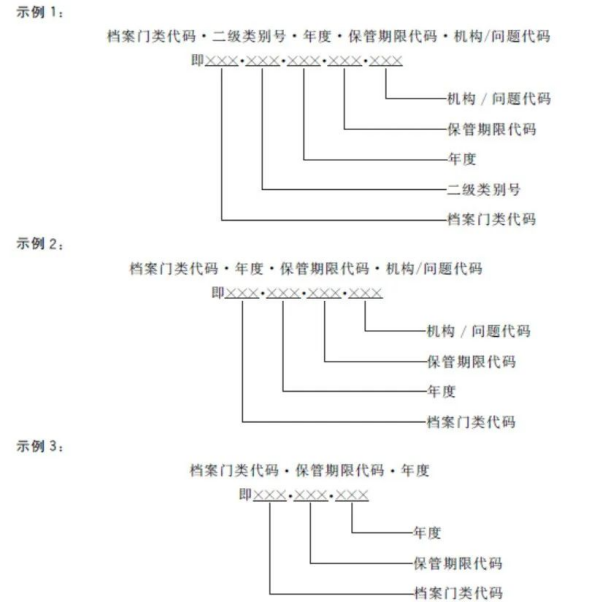 示例 1：
档案门类代码·二级类别号·年度·保管期限代码·机构/问题代码
即×××·×××·×××·×××·×××
机构 / 问题代码
保管期限代码
年度
二级类别号
档案门类代码
示例 2：
档案门类代码·年度·保管期限代码·机构/问题代码
即×××·×××·×××·×××
机构 / 问题代码
保管期限代码
年度
档案门类代码
示例 3：
档案门类代码·保管期限代码·年度
即×××·×××·×××
年度
保管期限代码
档案门类代码